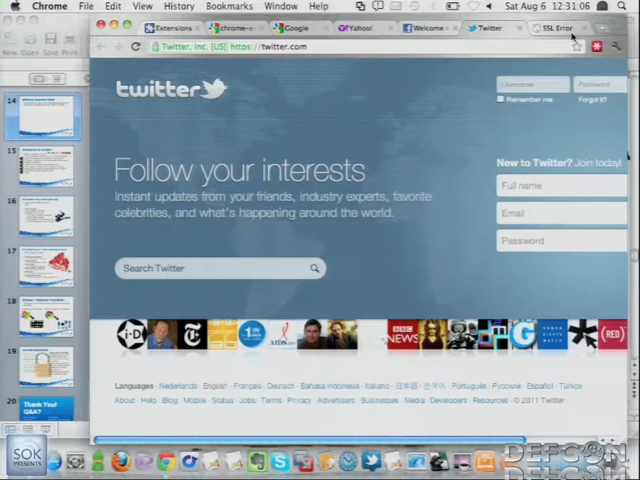 Chrome File Edit View History Bookmarks Window Help Sat Aug 6 12:31:06
Extensions
chrome-e
Google
Yahoo!
Welcome
Twitter
SSL Error
Twitter, Inc. [US] https://twitter.com
New Open
14
15
16
17
18
19
20
Thank you!
Q&A?
twitter
Username
Password
Remember me
Forgot it?
Follow your interests
Instant updates from your friends, industry experts, favorite
celebrities, and what's happening around the world.
New to Twitter? Join today!
Full name
Email
Password
Search Twitter
i-D
BBC
NEWS
AIDS
G
(RED)
Languages · Nederlands · English · Français · Deutsch · Bahasa Indonesia · Italiano · 日本語 · 한국어 · Português · Русский · Español · Türkçe
About · Help · Blog · Mobile · Status · Jobs · Terms · Privacy · Advertisers · Businesses · Media · Developers · Resources · © 2011 Twitter
SOK
PRESENTS
DEFCON